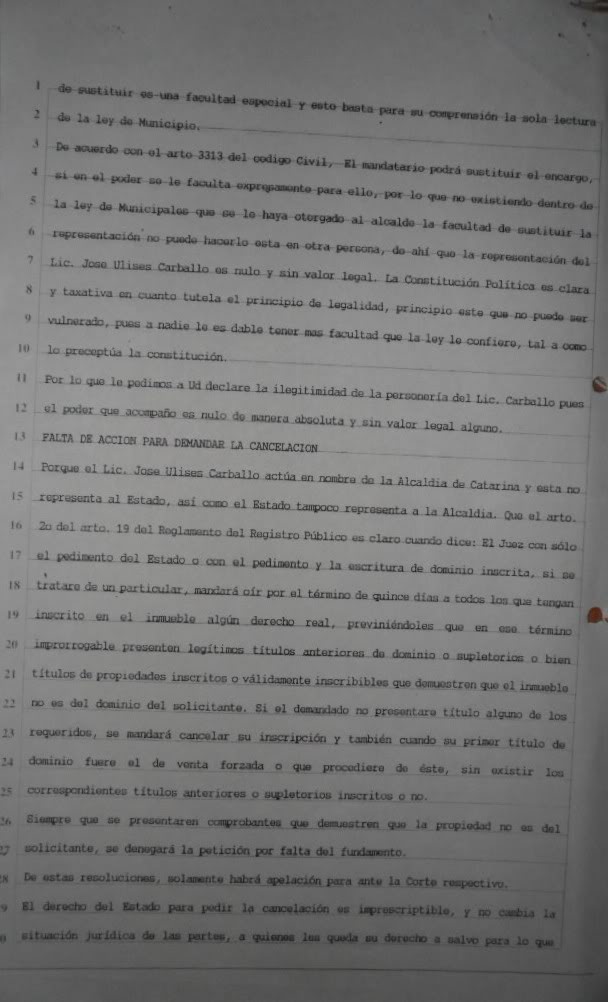 1 de sustituir es una facultad especial y esto basta para su comprensión la sola lectura
2 de la ley de Municipio.
3 De acuerdo con el arto 3313 del codigo Civil, El mandatario podrá sustituir el encargo,
4 si en el poder se le faculta expresamente para ello, por lo que no existiendo dentro de
5 la ley de Municipales que se le haya otorgado al alcalde la facultad de sustituir la
6 representación no puede hacerlo esta en otra persona, de ahí que la representación del
7 Lic. Jose Ulises Carballo es nulo y sin valor legal. La Constitución Política es clara
8 y taxativa en cuanto tutela el principio de legalidad, principio este que no puede ser
9 vulnerado, pues a nadie le es dable tener mas facultad que la ley le confiere, tal a como
10 lo preceptúa la constitución.
11 Por lo que le pedimos a Ud declare la ilegitimidad de la personería del Lic. Carballo pues
12 el poder que acompaño es nulo de manera absoluta y sin valor legal alguno.
13 FALTA DE ACCION PARA DEMANDAR LA CANCELACION
14 Porque el Lic. Jose Ulises Carballo actúa en nombre de la Alcaldia de Catarina y esta no
15 representa al Estado, así como el Estado tampoco representa a la Alcaldia. Que el arto.
16 2o del arto. 19 del Reglamento del Registro Público es claro cuando dice: El Juez con sólo
17 el pedimento del Estado o con el pedimento y la escritura de dominio inscrita, si se
18 tratare de un particular, mandará oír por el término de quince días a todos los que tengan
19 inscrito en el inmueble algún derecho real, previniéndoles que en ese término
20 improrrogable presenten legítimos títulos anteriores de dominio o supletorios o bien
21 títulos de propiedades inscritos o válidamente inscribibles que demuestren que el inmueble
22 no es del dominio del solicitante. Si el demandado no presentare título alguno de los
23 requeridos, se mandará cancelar su inscripción y también cuando su primer título de
24 dominio fuere el de venta forzada o que procediere de éste, sin existir los
25 correspondientes títulos anteriores o supletorios inscritos o no.
26 Siempre que se presentaren comprobantes que demuestren que la propiedad no es del
27 solicitante, se denegará la petición por falta del fundamento.
28 De estas resoluciones, solamente habrá apelación para ante la Corte respectivo.
9 El derecho del Estado para pedir la cancelación es imprescriptible, y no cambia la
0 situación jurídica de las partes, a quienes les queda su derecho a salvo para lo que